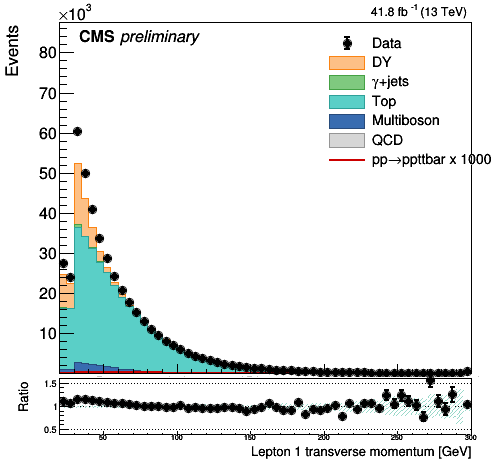 ×10³
41.8 fb⁻¹ (13 TeV)
CMS preliminary
Events
80
70
60
50
40
30
20
10
Data
DY
γ+jets
Top
Multiboson
QCD
pp→ppttbar x 1000
Ratio
1.5
1
0.5
50
100
150
200
250
300
Lepton 1 transverse momentum [GeV]